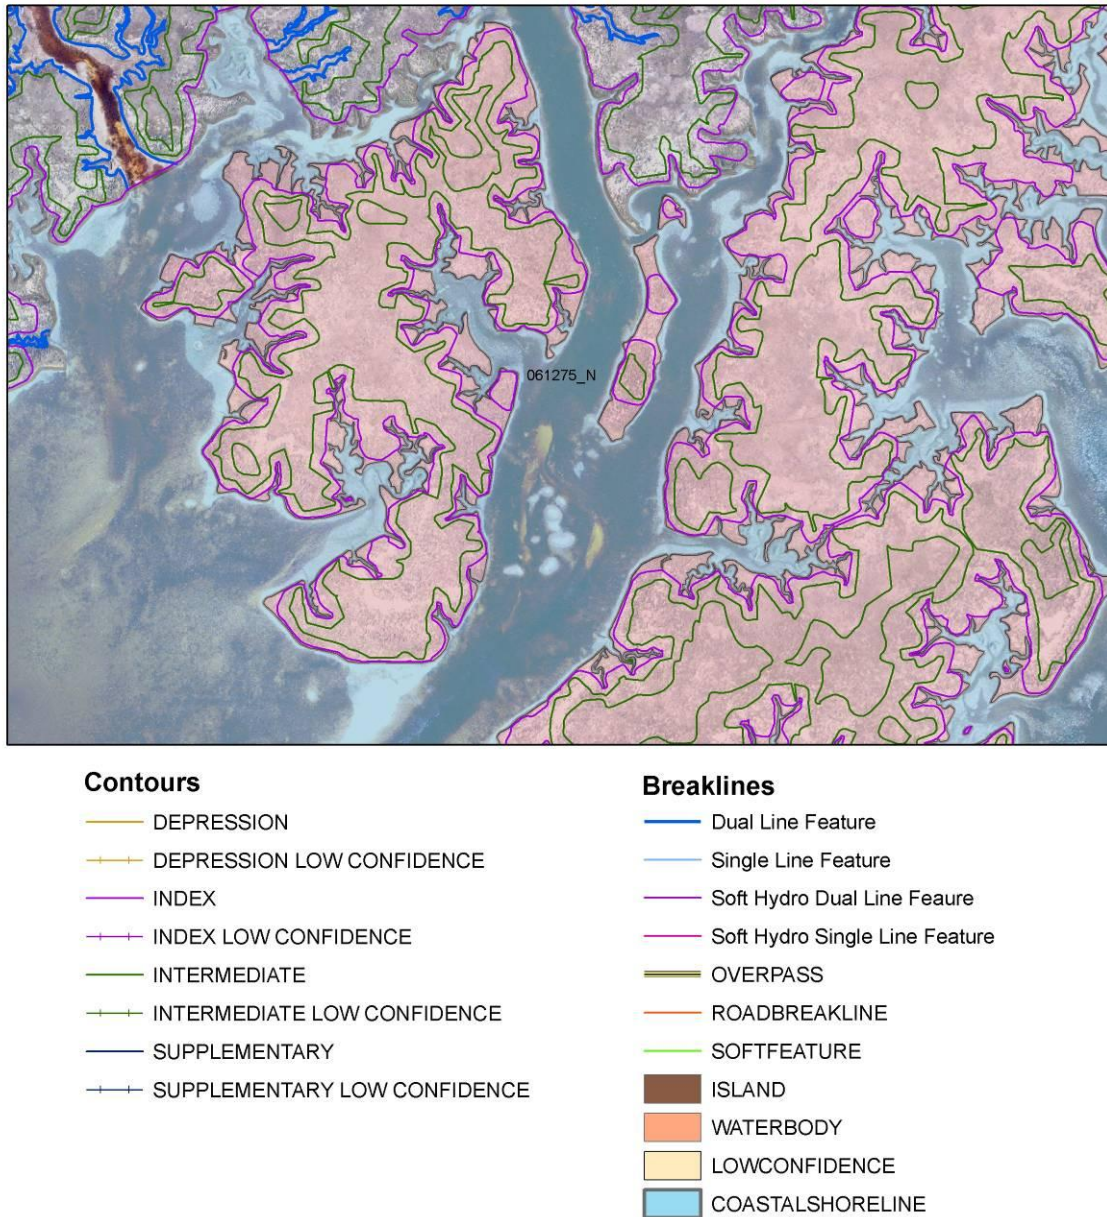 061275_N
Contours
DEPRESSION
DEPRESSION LOW CONFIDENCE
INDEX
INDEX LOW CONFIDENCE
INTERMEDIATE
INTERMEDIATE LOW CONFIDENCE
SUPPLEMENTARY
SUPPLEMENTARY LOW CONFIDENCE
Breaklines
Dual Line Feature
Single Line Feature
Soft Hydro Dual Line Feaure
Soft Hydro Single Line Feature
OVERPASS
ROADBREAKLINE
SOFTFEATURE
ISLAND
WATERBODY
LOWCONFIDENCE
COASTALSHORELINE